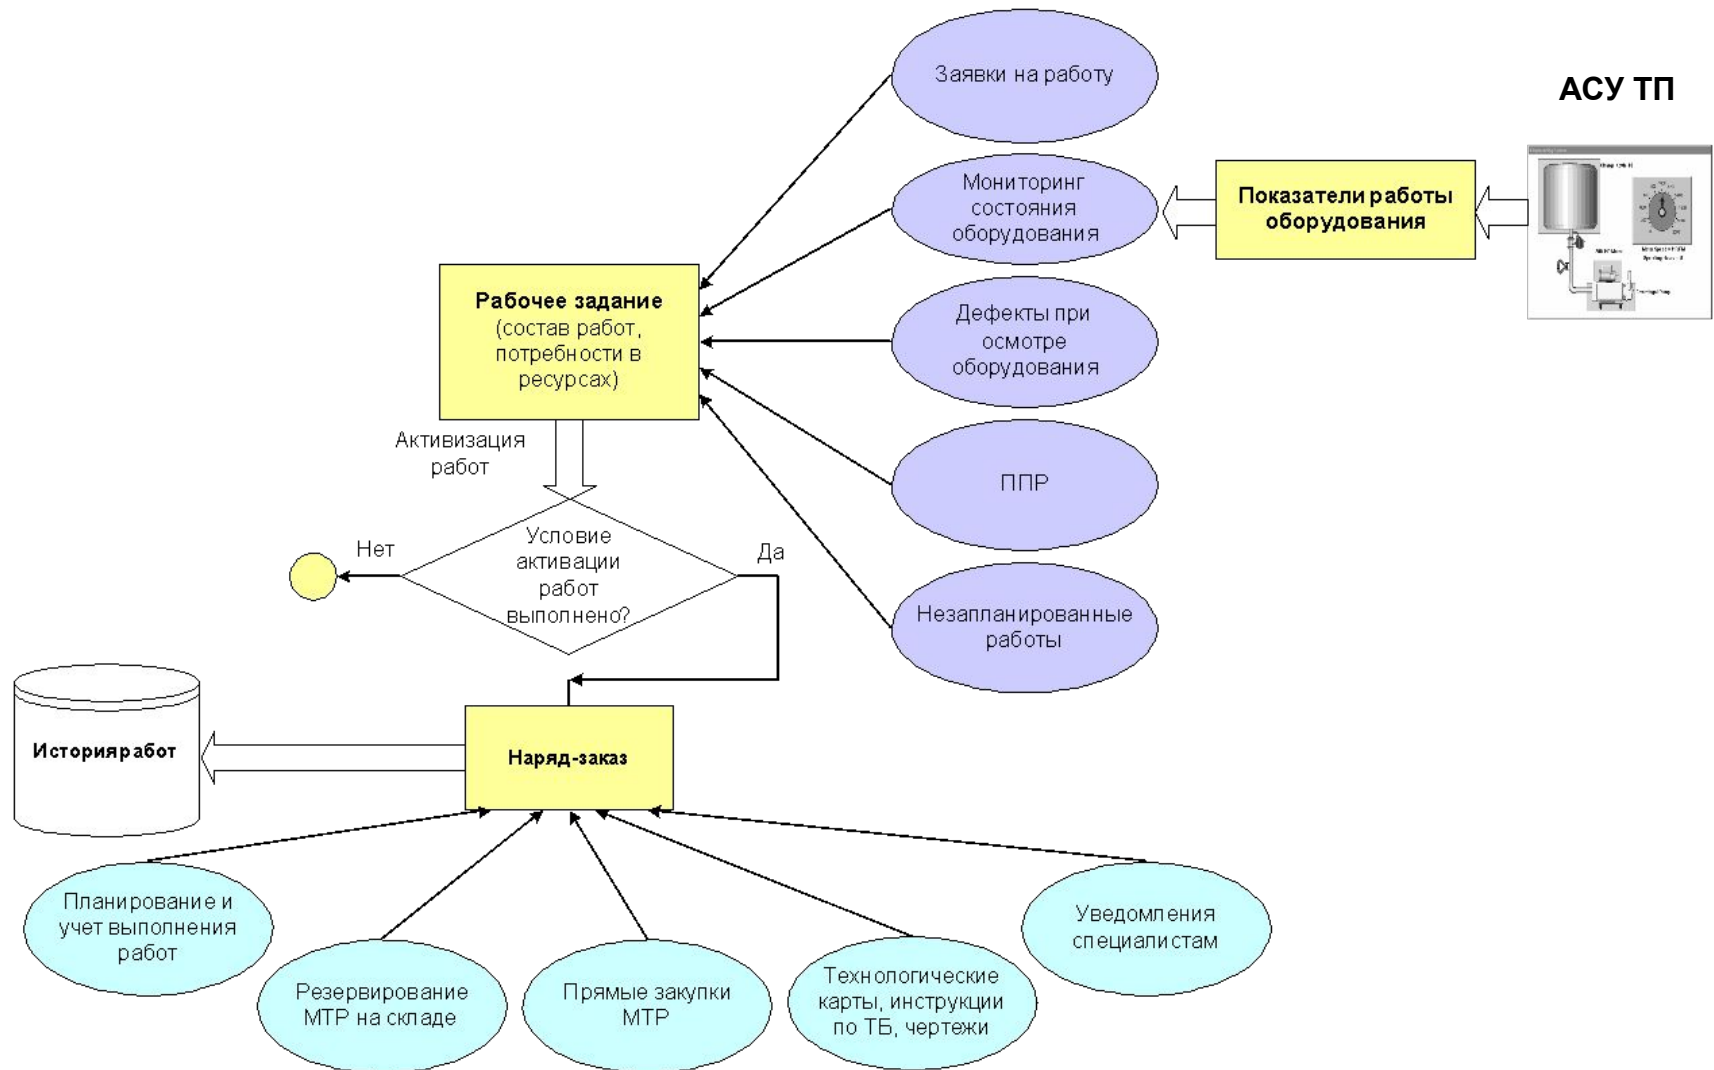 Заявки на работу
АСУ ТП
Мониторинг
состояния
оборудования
Показатели работы
оборудования
Рабочее задание
(состав работ,
потребности в
ресурсах)
Дефекты при
осмотре
оборудования
Активизация
работ
ППР
Нет
Условие
активации
работ
выполнено?
Да
Незапланированные
работы
История работ
Наряд-заказ
Планирование и
учет выполнения
работ
Резервирование
МТР на складе
Прямые закупки
МТР
Технологические
карты, инструкции
по ТБ, чертежи
Уведомления
специалистам